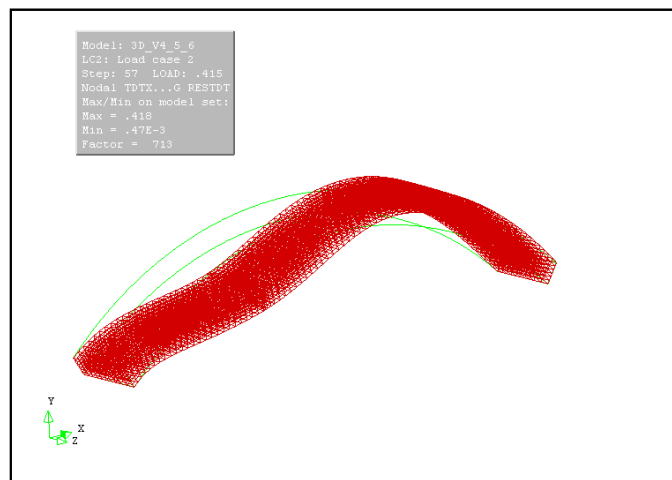 Model: 3D_V4_5_6
LC2: Load case 2
Step: 57 LOAD: .415
Nodal TDTX...G RESTDT
Max/Min on model set:
Max = .418
Min = .47E-3
Factor = 713
Y
X
Z